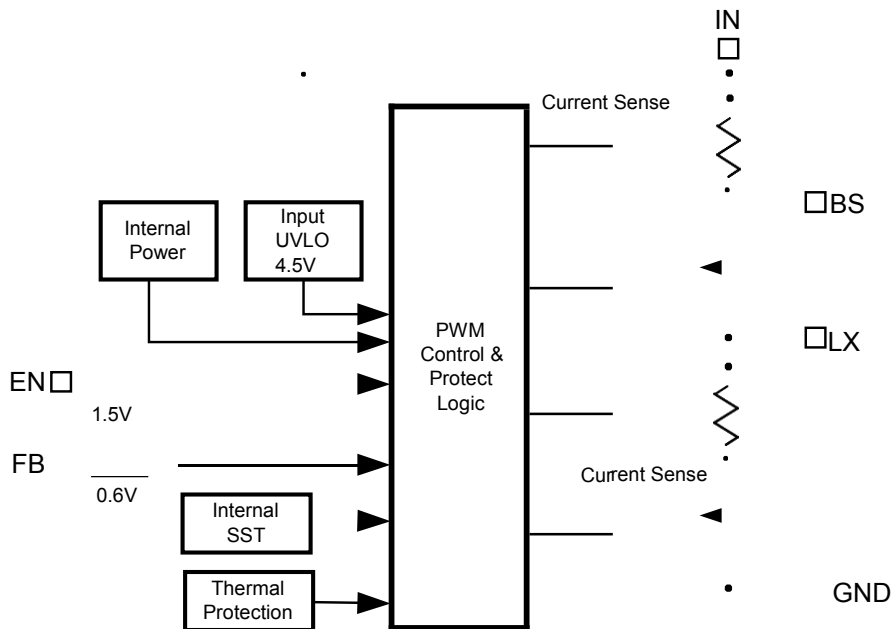 IN
Current Sense
BS
Internal
Power
Input
UVLO
4.5V
PWM
Control &
Protect
Logic
LX
EN
1.5V
FB
0.6V
Current Sense
Internal
SST
Thermal
Protection
GND